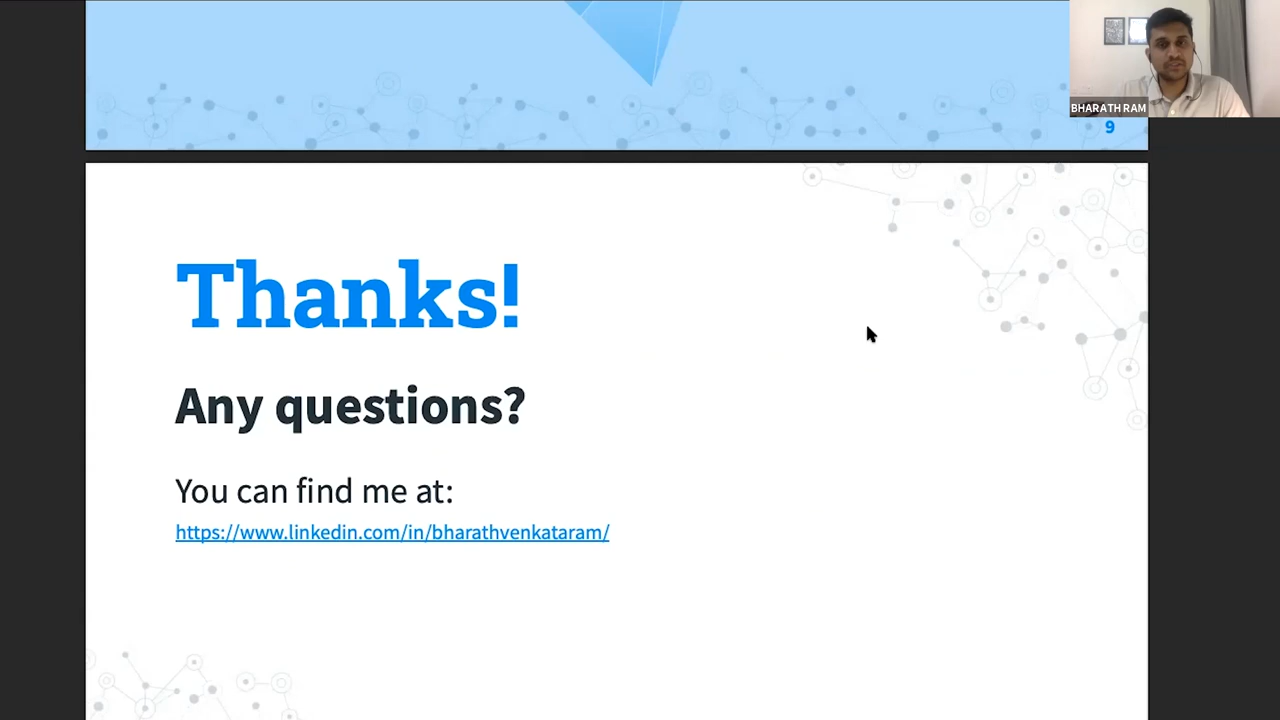 BHARATH RAM
9
Thanks!
Any questions?
You can find me at:
https://www.linkedin.com/in/bharathvenkataram/